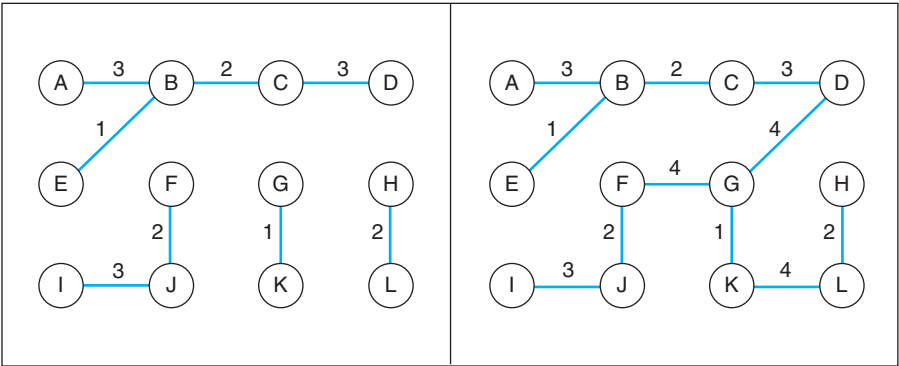 3 2 3
A B C D
1
E F G H
2 1 2
3
I J K L
3 2 3
A B C D
1 4
4
E F G H
2 1 2
3 4
I J K L